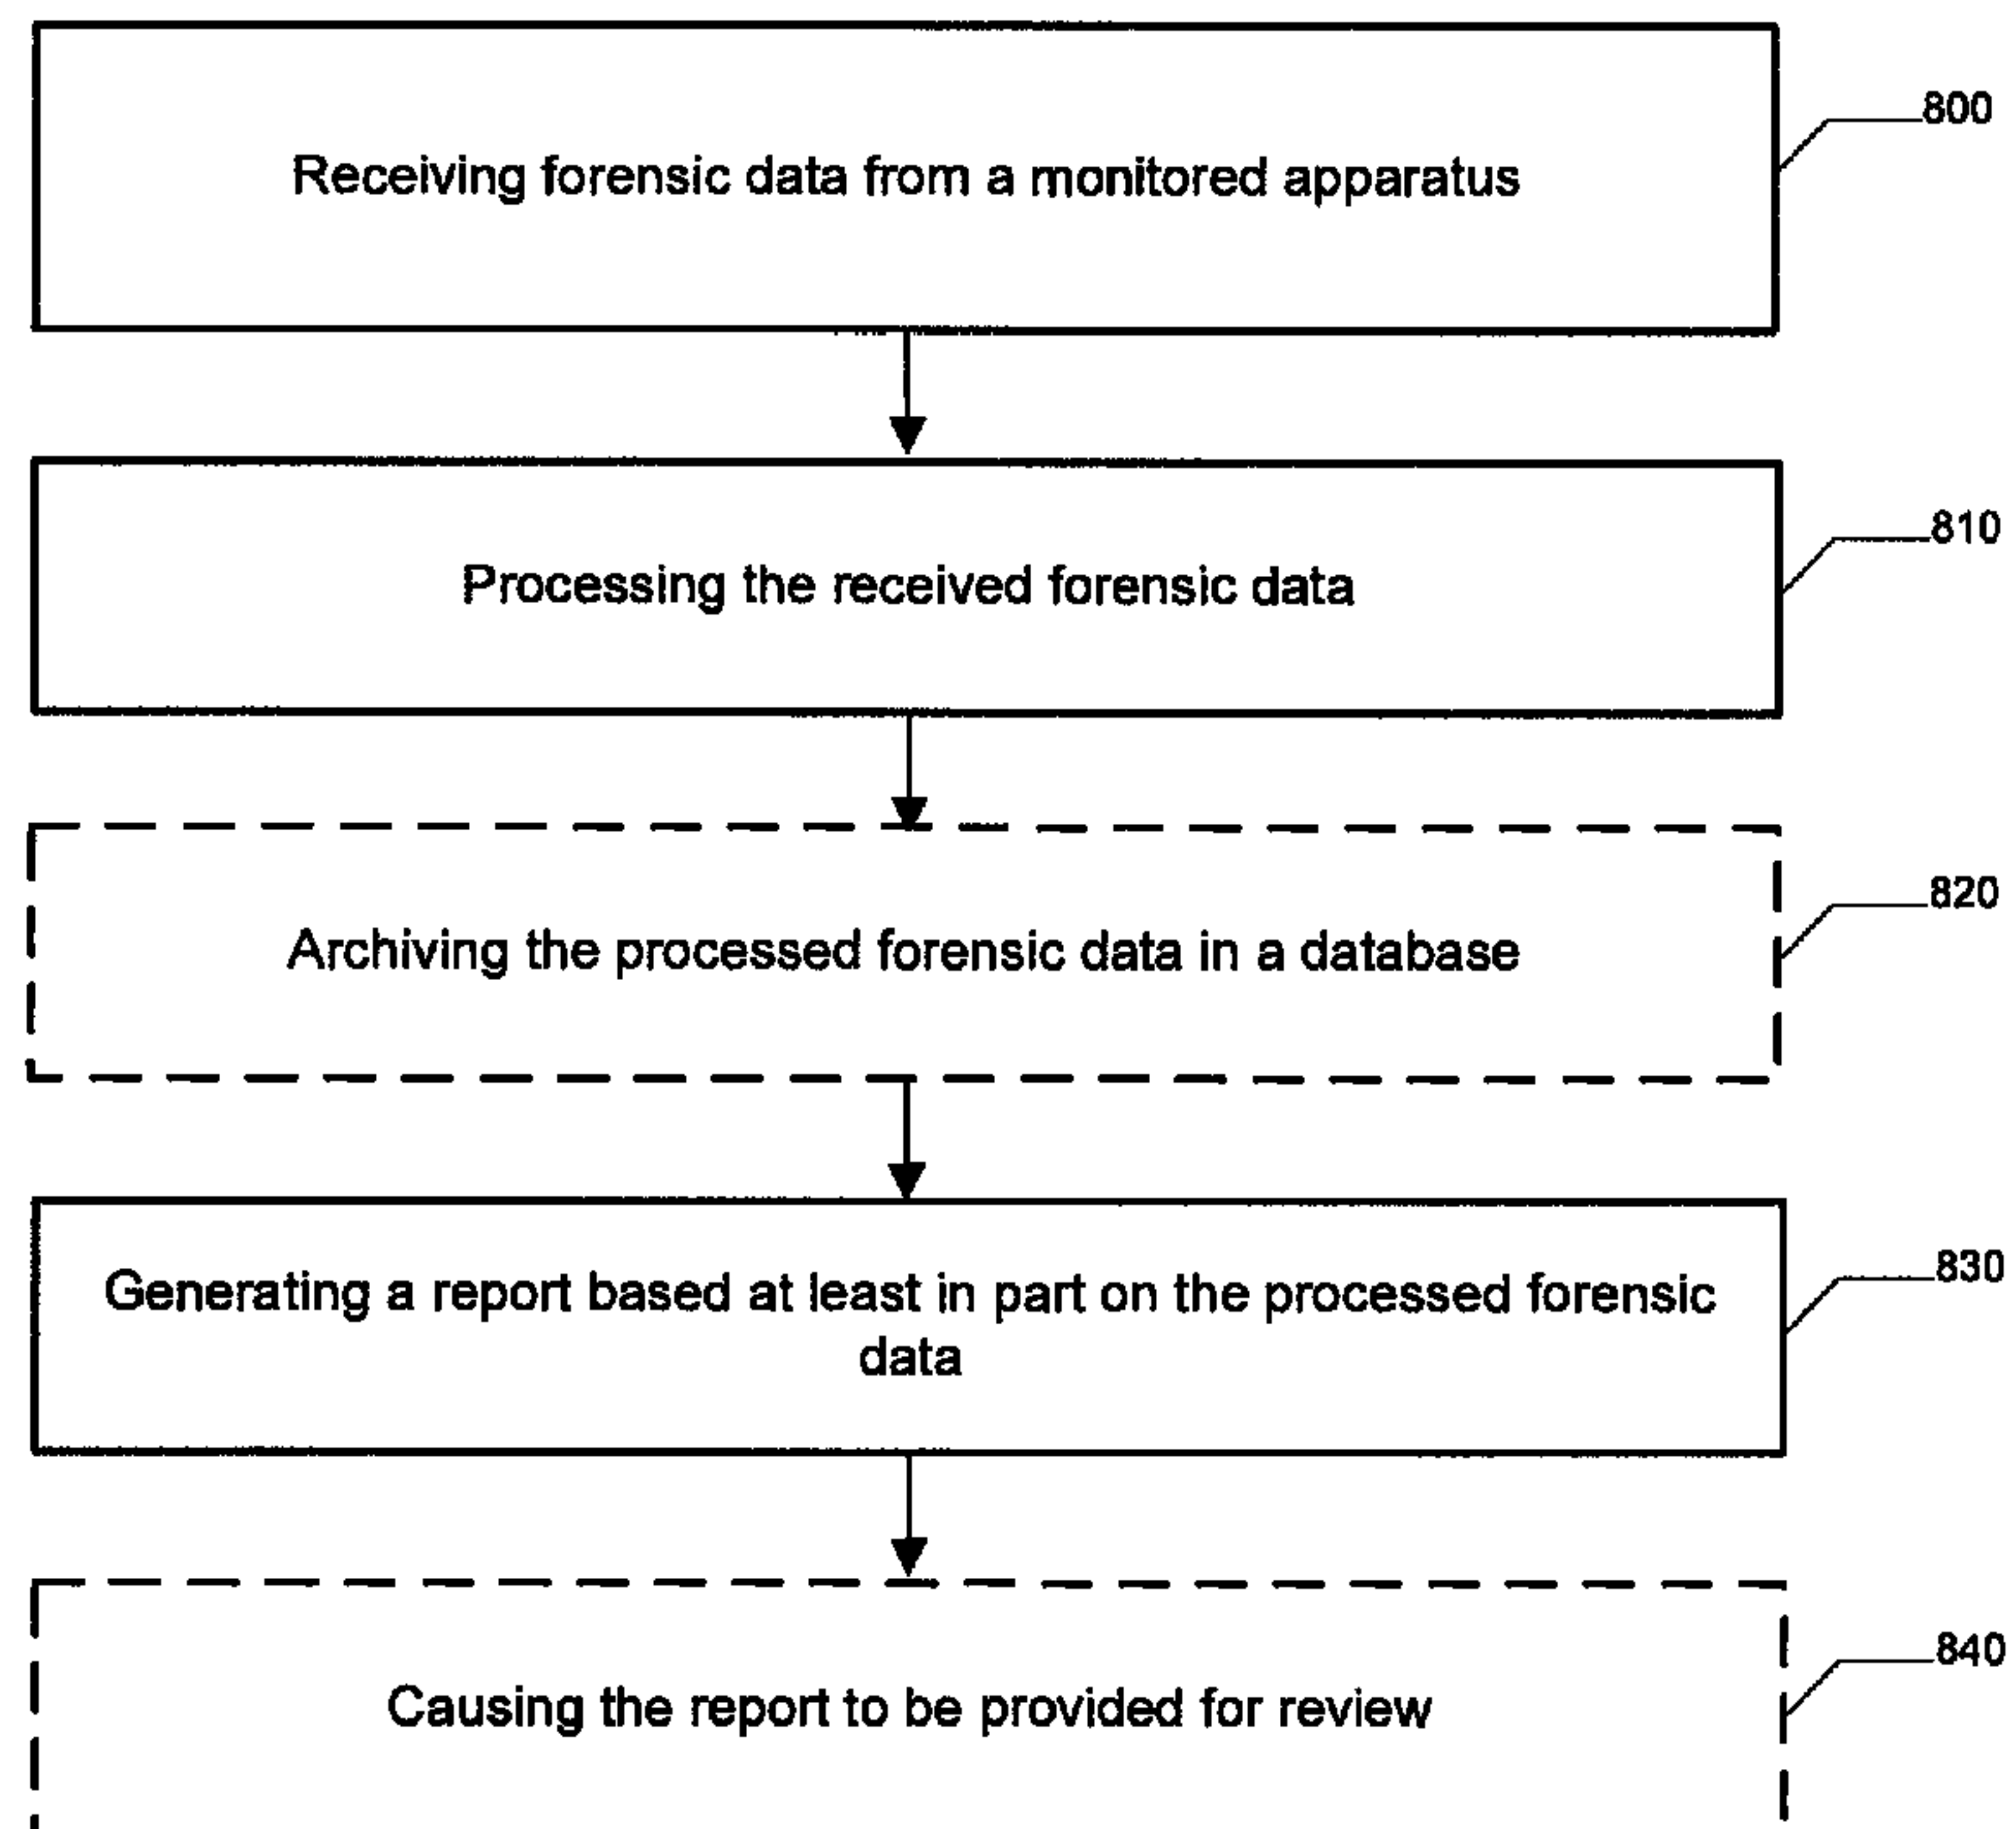 800
Receiving forensic data from a monitored apparatus
810
Processing the received forensic data
820
Archiving the processed forensic data in a database
830
Generating a report based at least in part on the processed forensic
data
840
Causing the report to be provided for review